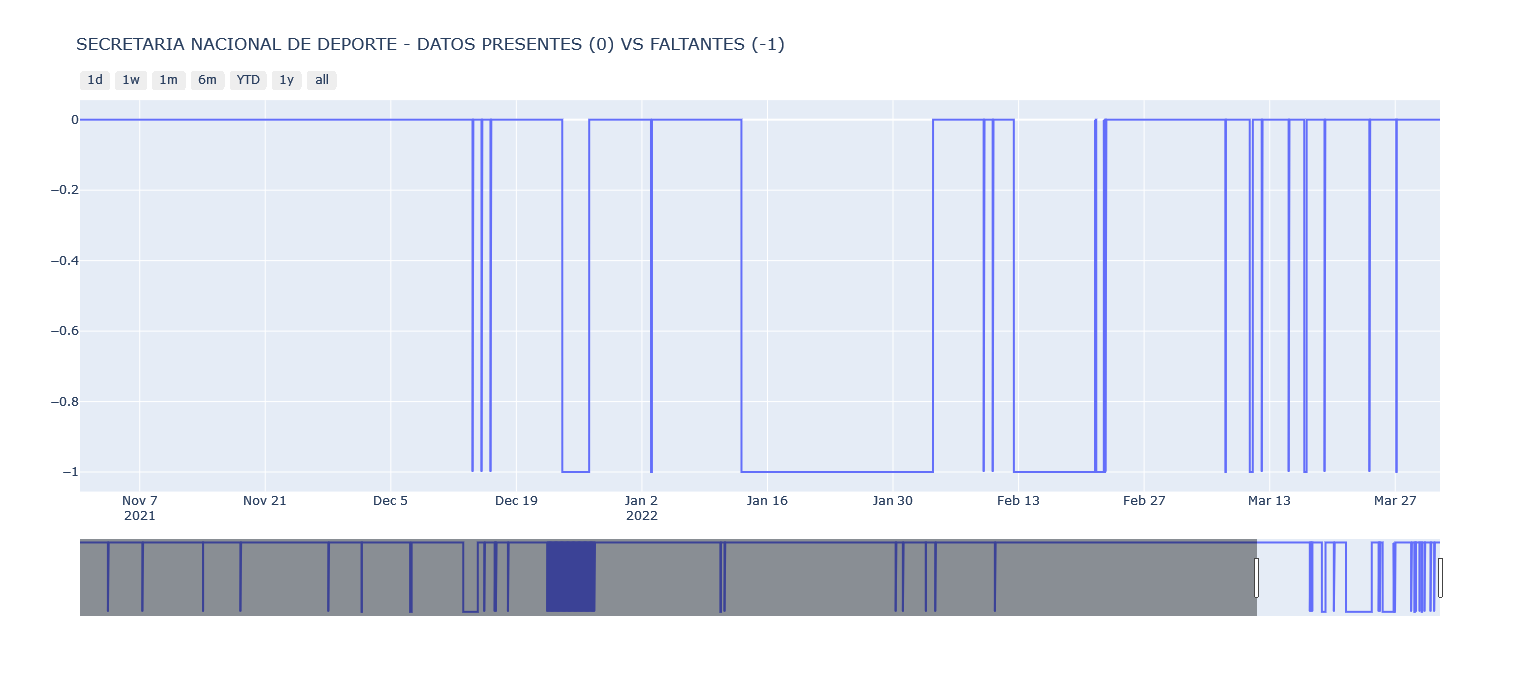 SECRETARIA NACIONAL DE DEPORTE - DATOS PRESENTES (0) VS FALTANTES (-1)
1d 1w 1m 6m YTD 1y all
0
−0.2
−0.4
−0.6
−0.8
−1
Nov 7 Nov 21 Dec 5 Dec 19 Jan 2 Jan 16 Jan 30 Feb 13 Feb 27 Mar 13 Mar 27
2021 2022